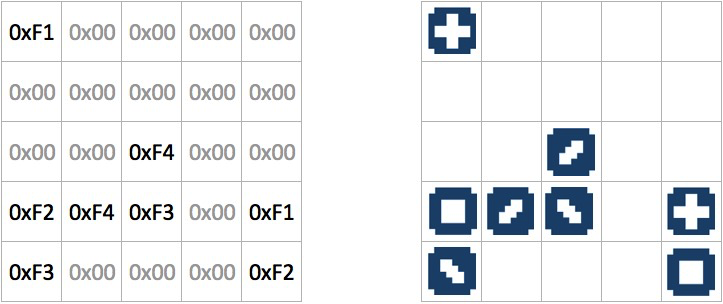 0xF1 0x00 0x00 0x00 0x00
0x00 0x00 0x00 0x00 0x00
0x00 0x00 0xF4 0x00 0x00
0xF2 0xF4 0xF3 0x00 0xF1
0xF3 0x00 0x00 0x00 0xF2